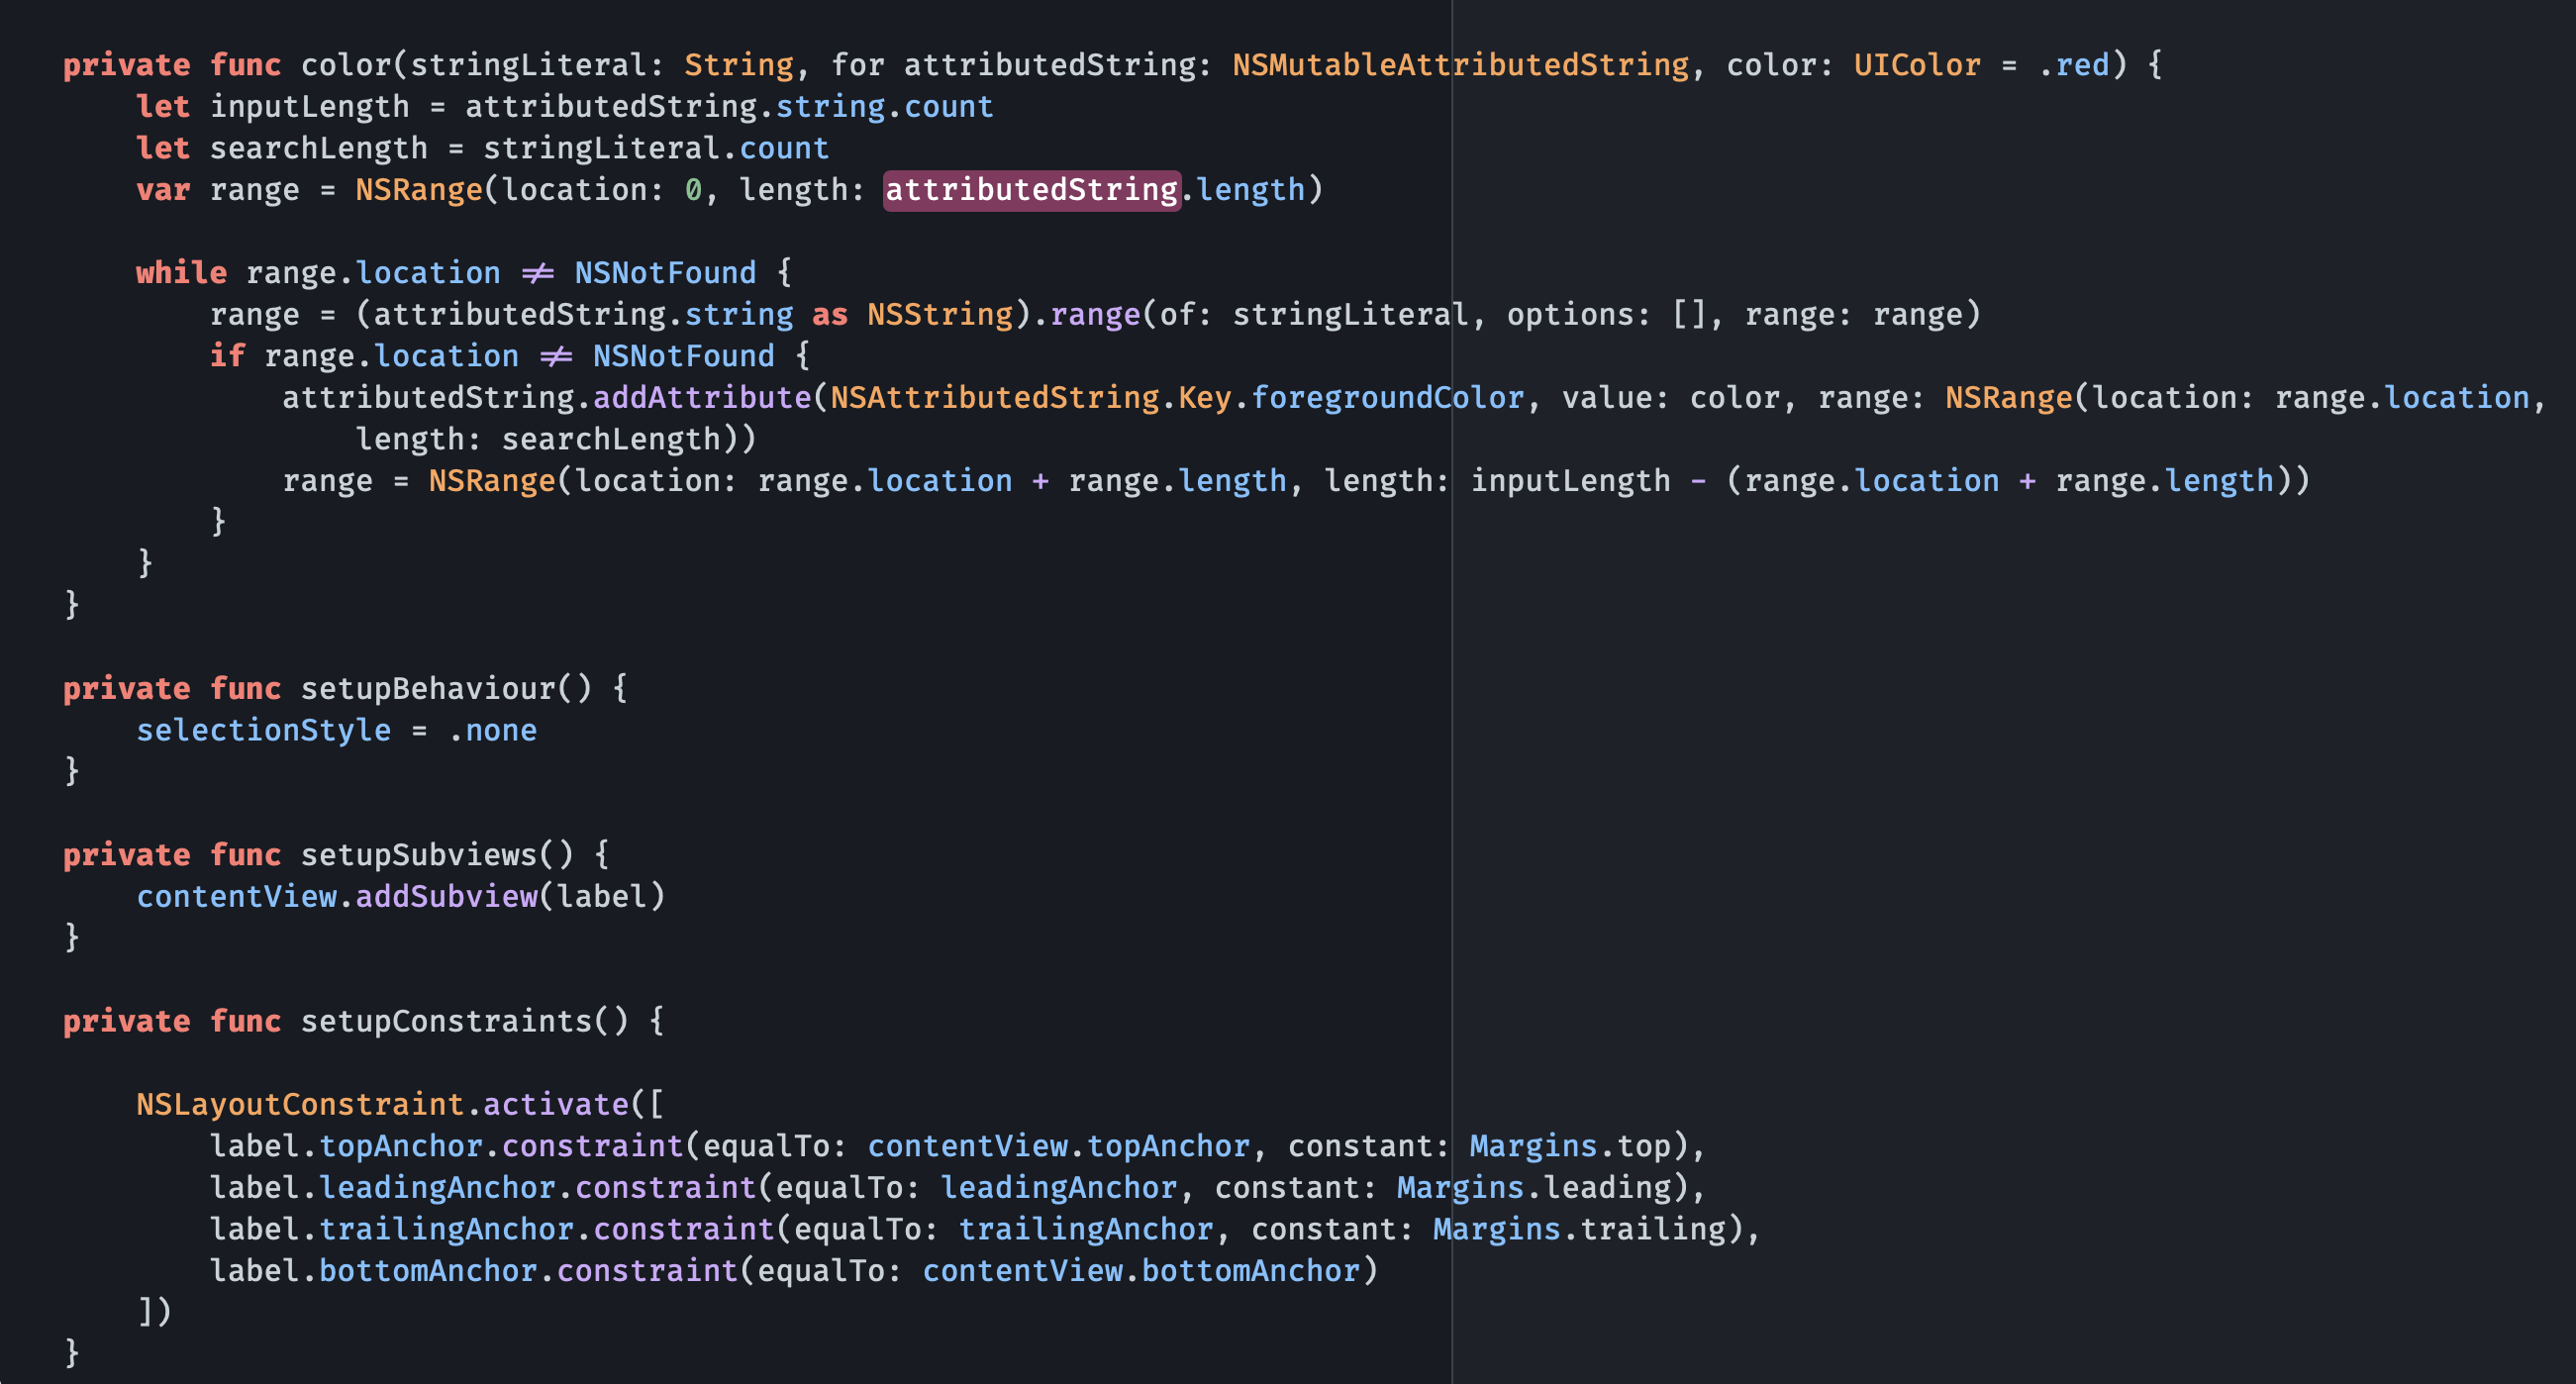 private func color(stringLiteral: String, for attributedString: NSMutableAttributedString, color: UIColor = .red) {
    let inputLength = attributedString.string.count
    let searchLength = stringLiteral.count
    var range = NSRange(location: 0, length: attributedString.length)

    while range.location != NSNotFound {
        range = (attributedString.string as NSString).range(of: stringLiteral, options: [], range: range)
        if range.location != NSNotFound {
            attributedString.addAttribute(NSAttributedString.Key.foregroundColor, value: color, range: NSRange(location: range.location,
                length: searchLength))
            range = NSRange(location: range.location + range.length, length: inputLength - (range.location + range.length))
        }
    }
}

private func setupBehaviour() {
    selectionStyle = .none
}

private func setupSubviews() {
    contentView.addSubview(label)
}

private func setupConstraints() {

    NSLayoutConstraint.activate([
        label.topAnchor.constraint(equalTo: contentView.topAnchor, constant: Margins.top),
        label.leadingAnchor.constraint(equalTo: leadingAnchor, constant: Margins.leading),
        label.trailingAnchor.constraint(equalTo: trailingAnchor, constant: Margins.trailing),
        label.bottomAnchor.constraint(equalTo: contentView.bottomAnchor)
    ])
}